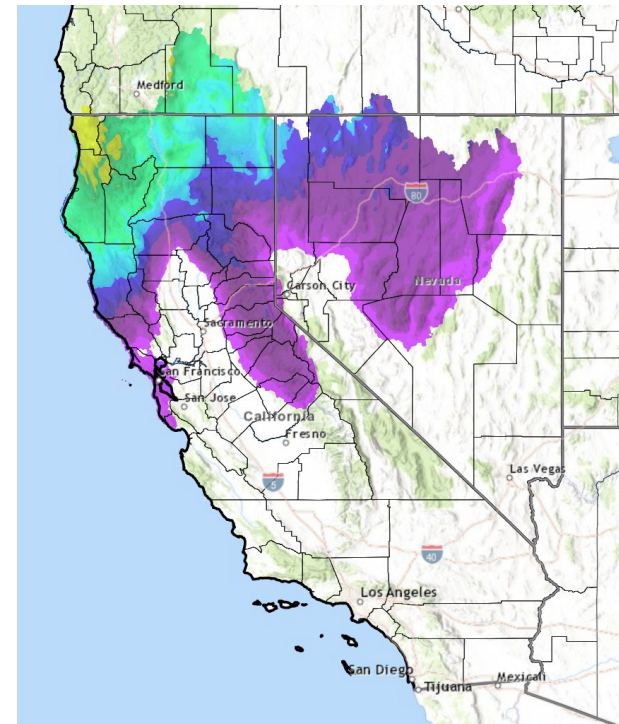 Medford
80
Nevada
Carson City
Sacramento
San Francisco
San Jose
California
Fresno
5
Las Vegas
40
Los Angeles
San Diego
Tijuana
Mexicali